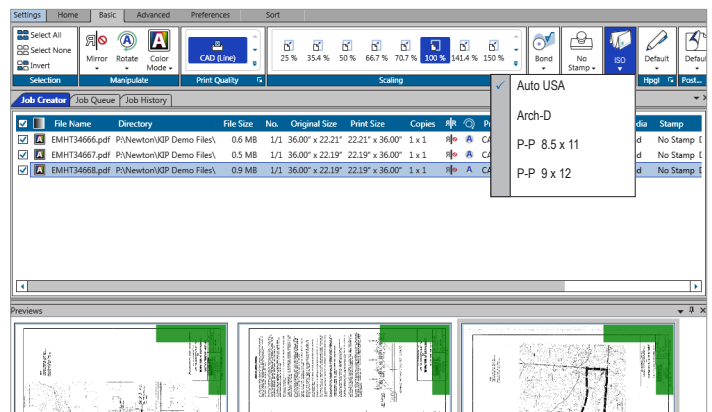 Settings Home Basic Advanced Preferences Sort
Select All
Select None
Invert
Mirror Rotate Color Mode
CAD (Line)
25 % 35.4 % 50 % 66.7 % 70.7 % 100 % 141.4 % 150 %
Bond No Stamp ISO Default
Selection Manipulate Print Quality Scaling Hpgl Post...
Auto USA
Arch-D
P-P 8.5 x 11
P-P 9 x 12
Job Creator Job Queue Job History
File Name Directory File Size No. Original Size Print Size Copies Stamp
EMHT34666.pdf P:\Newton\KIP Demo Files\ 0.6 MB 1/1 36.00" x 22.21" 22.21" x 36.00" 1 x 1 No Stamp
EMHT34667.pdf P:\Newton\KIP Demo Files\ 0.5 MB 1/1 36.00" x 22.19" 22.19" x 36.00" 1 x 1 No Stamp
EMHT34668.pdf P:\Newton\KIP Demo Files\ 0.9 MB 1/1 36.00" x 22.19" 22.19" x 36.00" 1 x 1 No Stamp
Previews